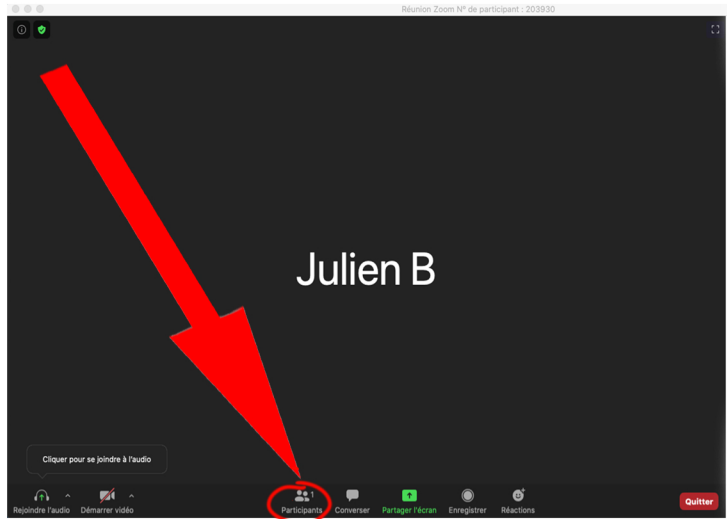 Réunion Zoom Nº de participant : 203930
Julien B
Cliquer pour se joindre à l'audio
1
Rejoindre l'audio Démarrer vidéo Participants Converser Partager l'écran Enregistrer Réactions Quitter